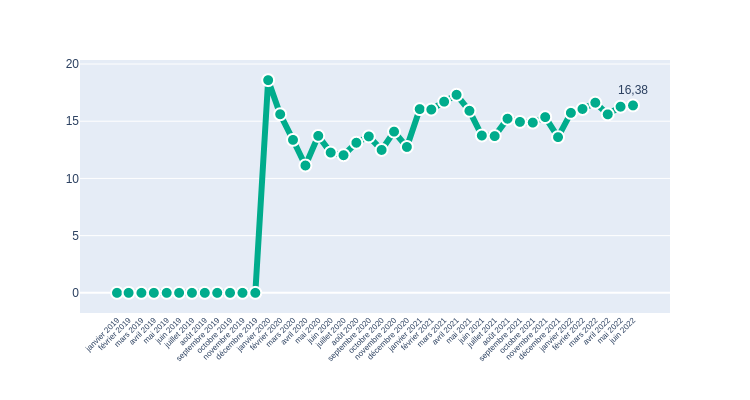 20
16,38
15
10
5
0
janvier 2019
février 2019
mars 2019
avril 2019
mai 2019
juin 2019
juillet 2019
août 2019
septembre 2019
octobre 2019
novembre 2019
décembre 2019
janvier 2020
février 2020
mars 2020
avril 2020
mai 2020
juin 2020
juillet 2020
août 2020
septembre 2020
octobre 2020
novembre 2020
décembre 2020
janvier 2021
février 2021
mars 2021
avril 2021
mai 2021
juin 2021
juillet 2021
août 2021
septembre 2021
octobre 2021
novembre 2021
décembre 2021
janvier 2022
février 2022
mars 2022
avril 2022
mai 2022
juin 2022